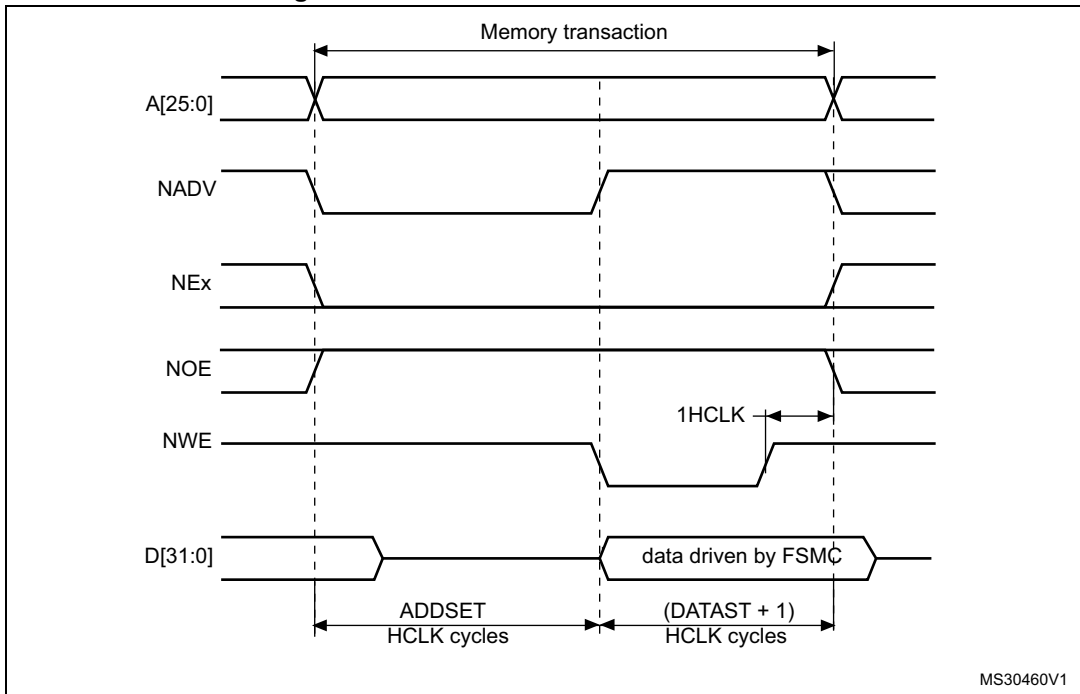 Memory transaction
A[25:0]
NADV
NEx
NOE
1HCLK
NWE
D[31:0]
data driven by FSMC
ADDSET
HCLK cycles
(DATAST + 1)
HCLK cycles
MS30460V1